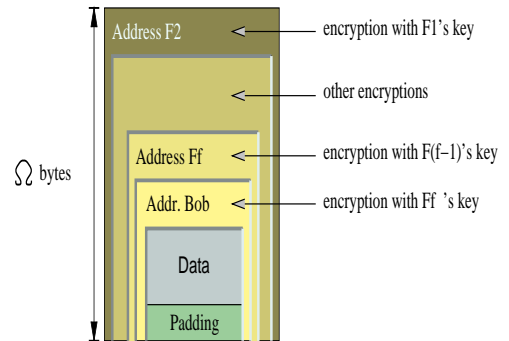 Address F2
encryption with F1's key
other encryptions
Address Ff
encryption with F(f−1)'s key
Ω bytes
Addr. Bob
encryption with Ff 's key
Data
Padding